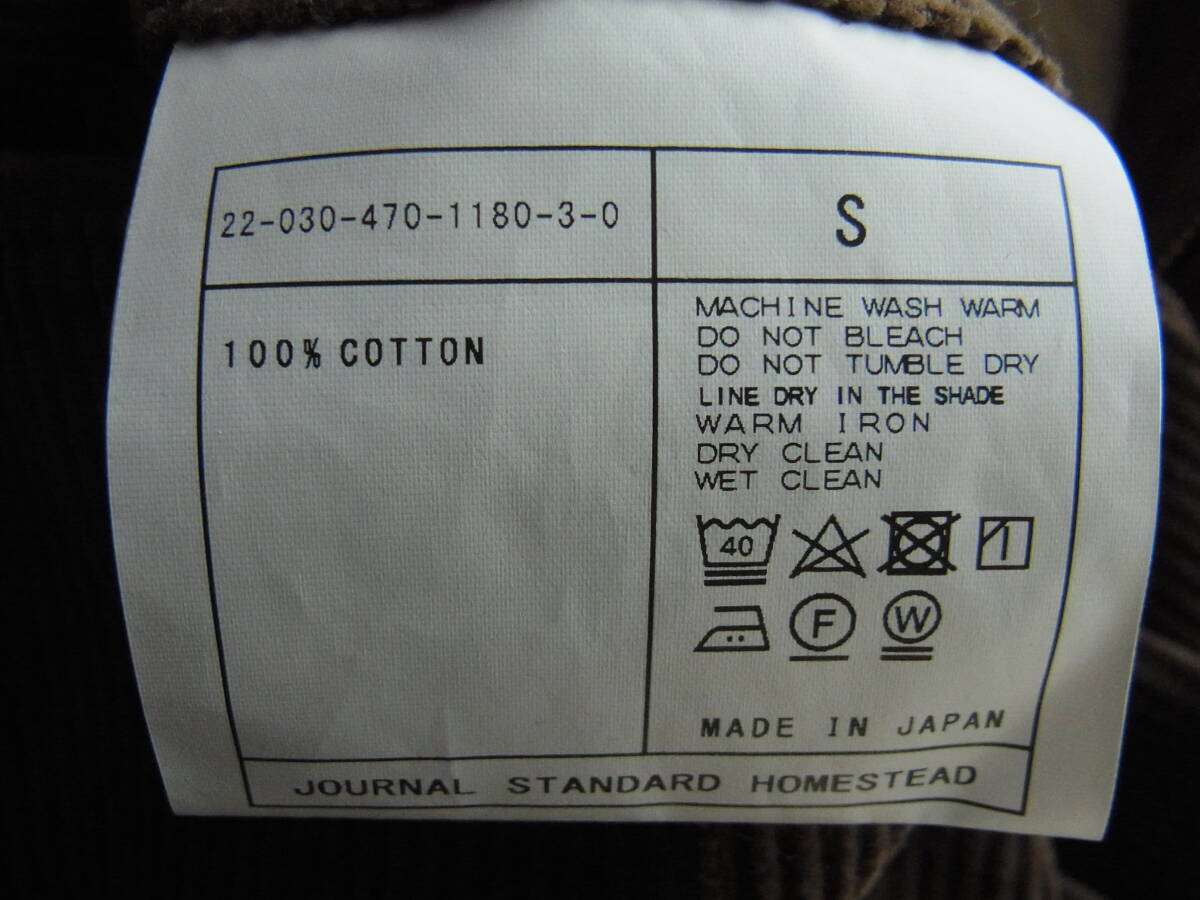 22-030-470-1180-3-0
S
100% COTTON
MACHINE WASH WARM
DO NOT BLEACH
DO NOT TUMBLE DRY
LINE DRY IN THE SHADE
WARM IRON
DRY CLEAN
WET CLEAN
40
F W
MADE IN JAPAN
JOURNAL STANDARD HOMESTEAD